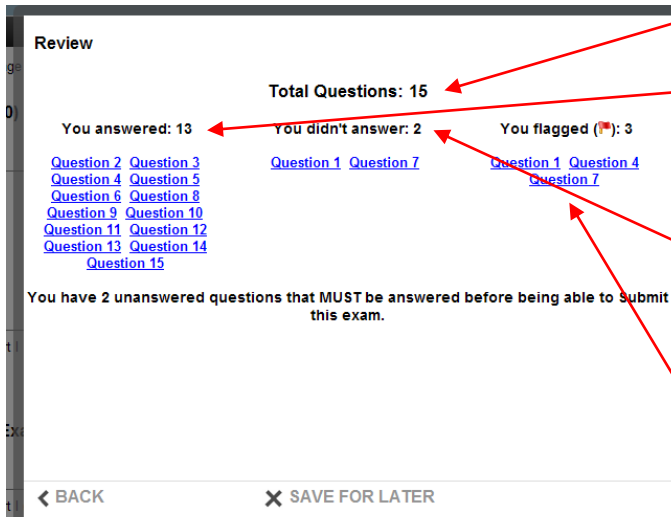 Review
Total Questions: 15
You answered: 13
Question 2 Question 3
Question 4 Question 5
Question 6 Question 8
Question 9 Question 10
Question 11 Question 12
Question 13 Question 14
Question 15
You didn't answer: 2
Question 1 Question 7
You flagged (🚩): 3
Question 1 Question 4
Question 7
You have 2 unanswered questions that MUST be answered before being able to Submit
this exam.
BACK
SAVE FOR LATER